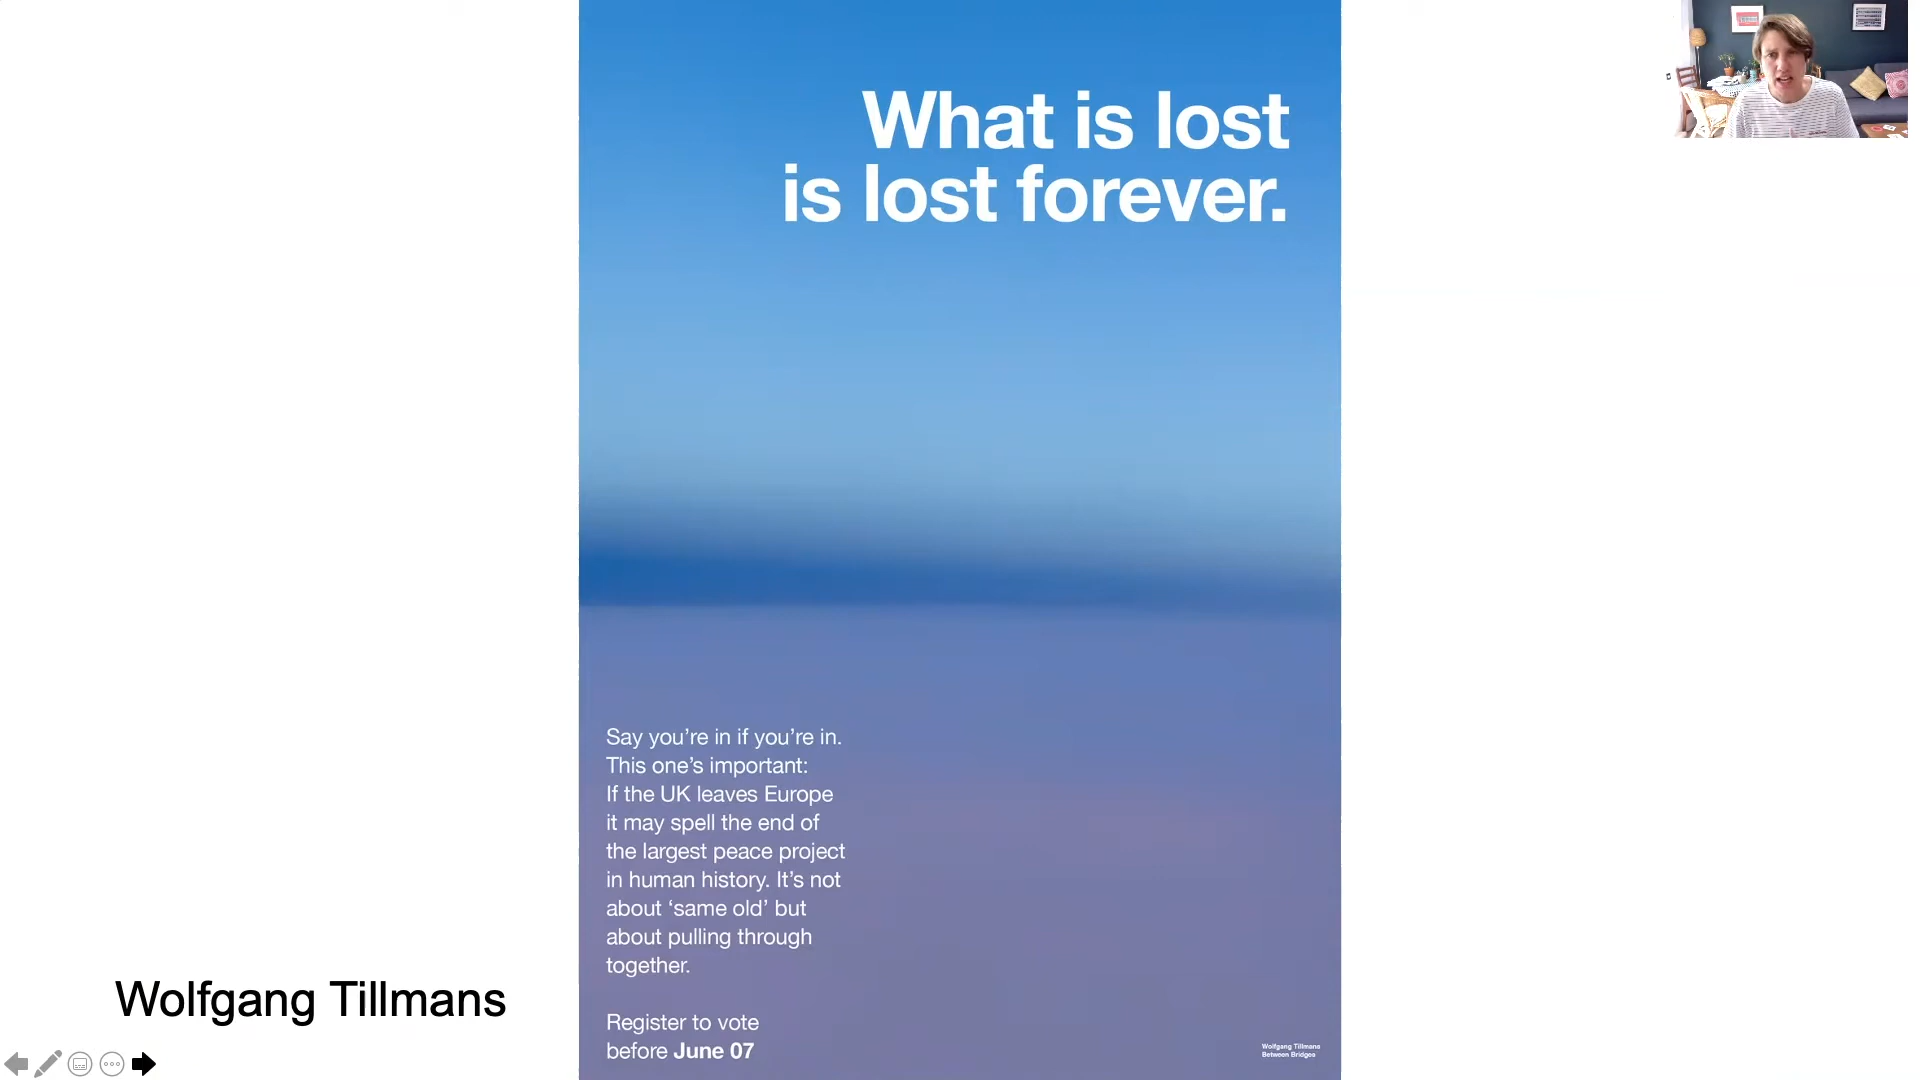 What is lost
is lost forever.
Say you’re in if you’re in.
This one’s important:
If the UK leaves Europe
it may spell the end of
the largest peace project
in human history. It’s not
about ‘same old’ but
about pulling through
together.
Register to vote
before June 07
Wolfgang Tillmans
Between Bridges
Wolfgang Tillmans